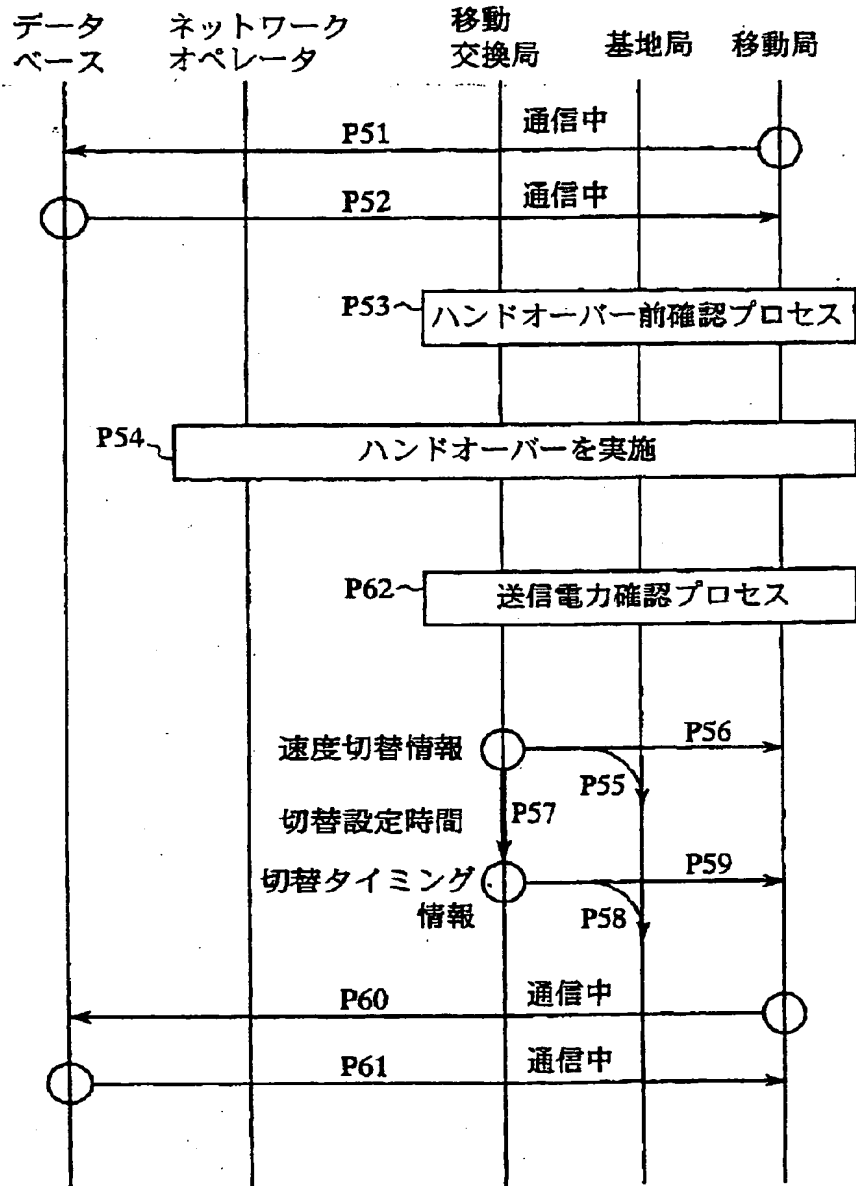 データ
ベース
ネットワーク
オペレータ
移動
交換局
基地局
移動局
P51
通信中
P52
通信中
P53
ハンドオーバー前確認プロセス
P54
ハンドオーバーを実施
P62
送信電力確認プロセス
速度切替情報
P56
P55
切替設定時間
P57
切替タイミング
情報
P59
P58
P60
通信中
P61
通信中